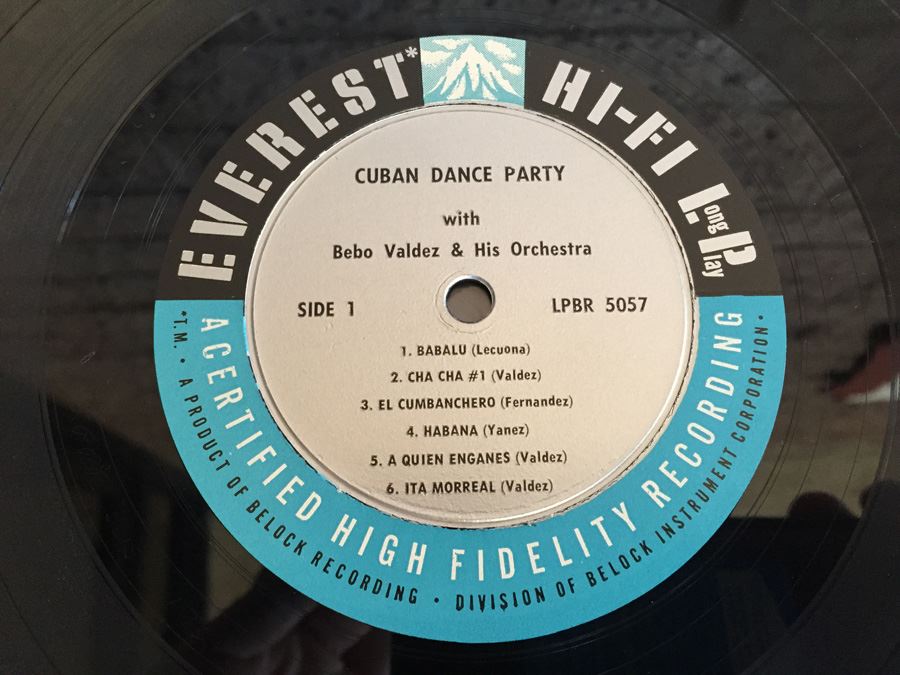 EVEREST* HI-FI Long Play
CUBAN DANCE PARTY
with
Bebo Valdez & His Orchestra
SIDE 1
LPBR 5057
1. BABALU (Lecuona)
2. CHA CHA #1 (Valdez)
3. EL CUMBANCHERO (Fernandez)
4. HABANA (Yanez)
5. A QUIEN ENGANES (Valdez)
6. ITA MORREAL (Valdez)
A CERTIFIED HIGH FIDELITY RECORDING
*T.M. • A PRODUCT OF BELOCK RECORDING • DIVISION OF BELOCK INSTRUMENT CORPORATION •